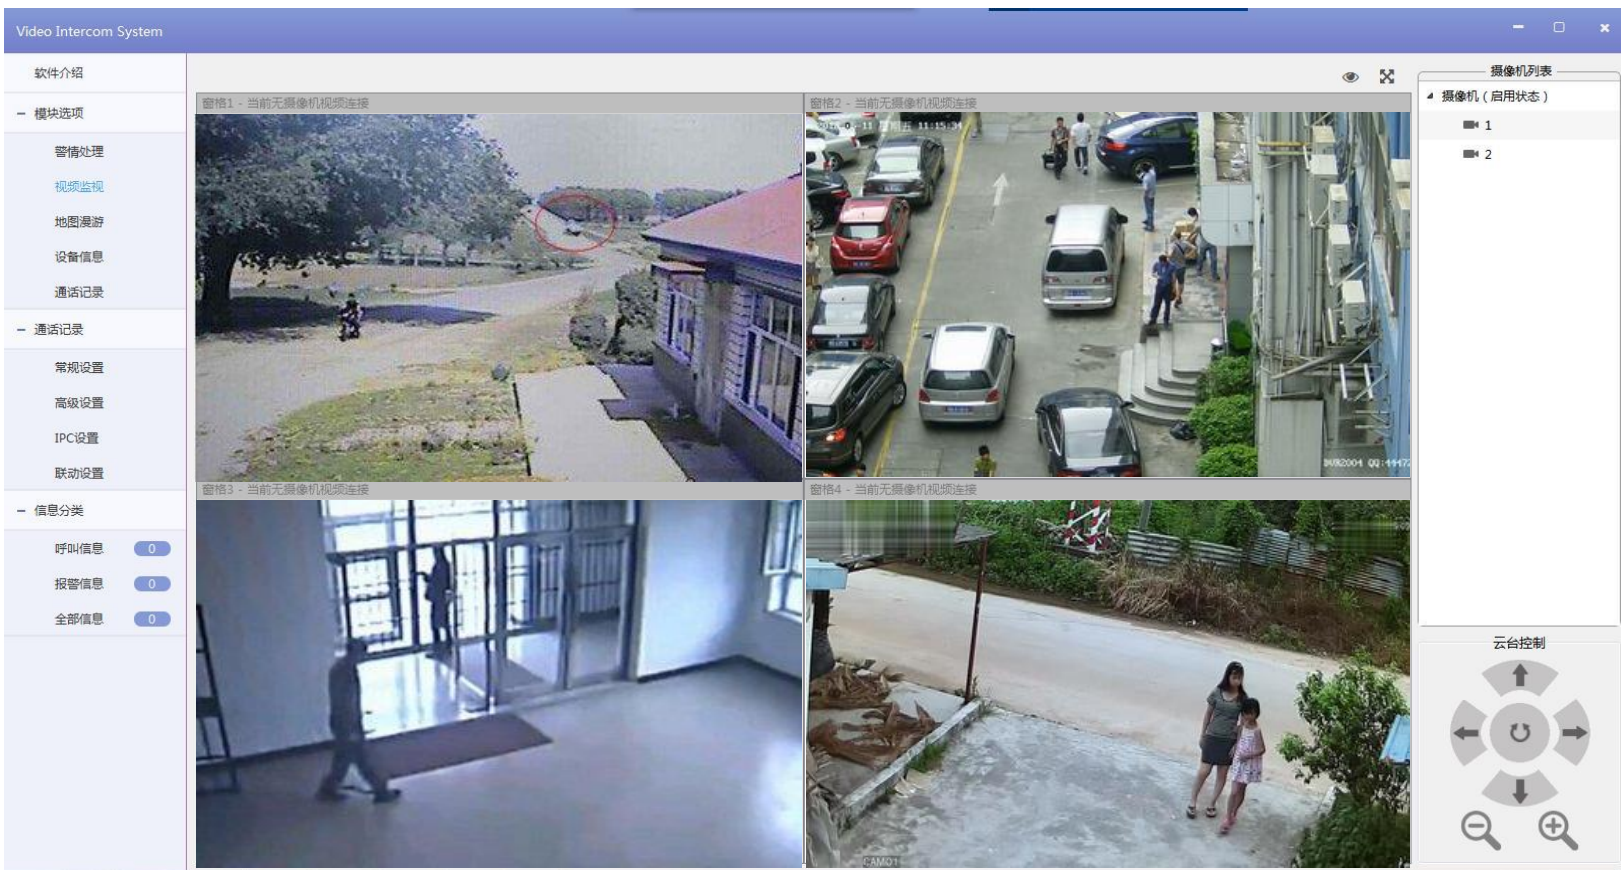 Video Intercom System
软件介绍
模块选项
警情处理
视频监视
地图漫游
设备信息
通话记录
通话记录
常规设置
高级设置
IPC设置
联动设置
信息分类
呼叫信息 0
报警信息 0
全部信息 0
窗格1 - 当前无摄像机视频连接
窗格2 - 当前无摄像机视频连接
11:15:34
QQ:4447
窗格3 - 当前无摄像机视频连接
窗格4 - 当前无摄像机视频连接
CAM01
摄像机列表
摄像机 ( 启用状态 )
1
2
云台控制